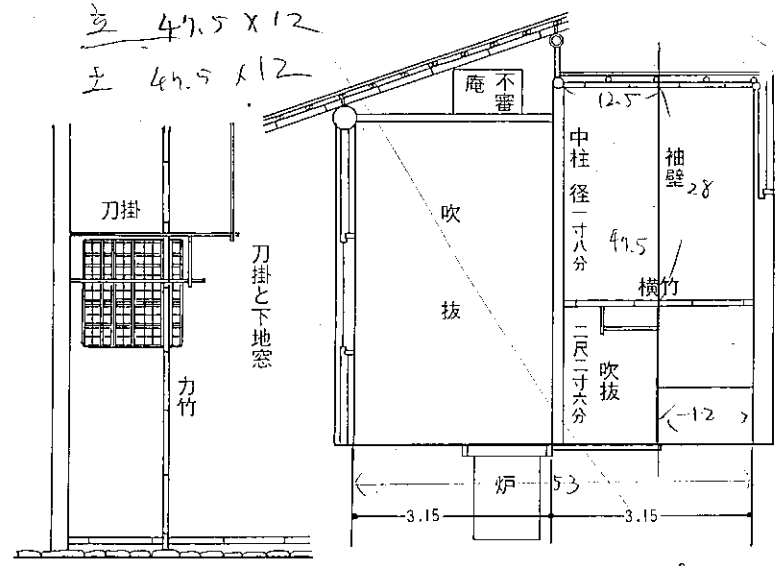 立 47.5 × 12
土 47.5 × 12
不審庵
12.5
中柱 径一寸八分
袖壁
28
47.5
刀掛
吹抜
刀掛と下地窓
横竹
力竹
二尺二寸六分
吹抜
12
炉
53
3.15
3.15